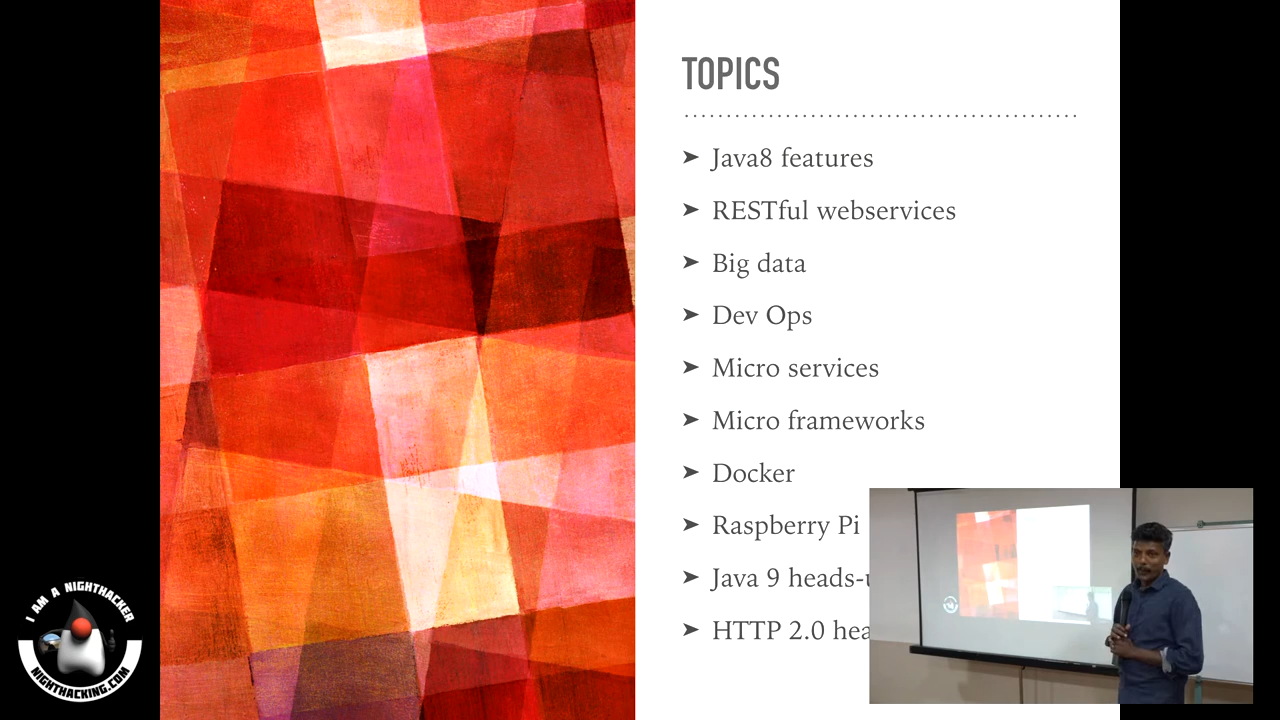 TOPICS
➤ Java8 features
➤ RESTful webservices
➤ Big data
➤ Dev Ops
➤ Micro services
➤ Micro frameworks
➤ Docker
➤ Raspberry Pi
➤ Java 9 heads-
➤ HTTP 2.0 hea
I AM A NIGHTHACKER
NIGHTHACKING.COM